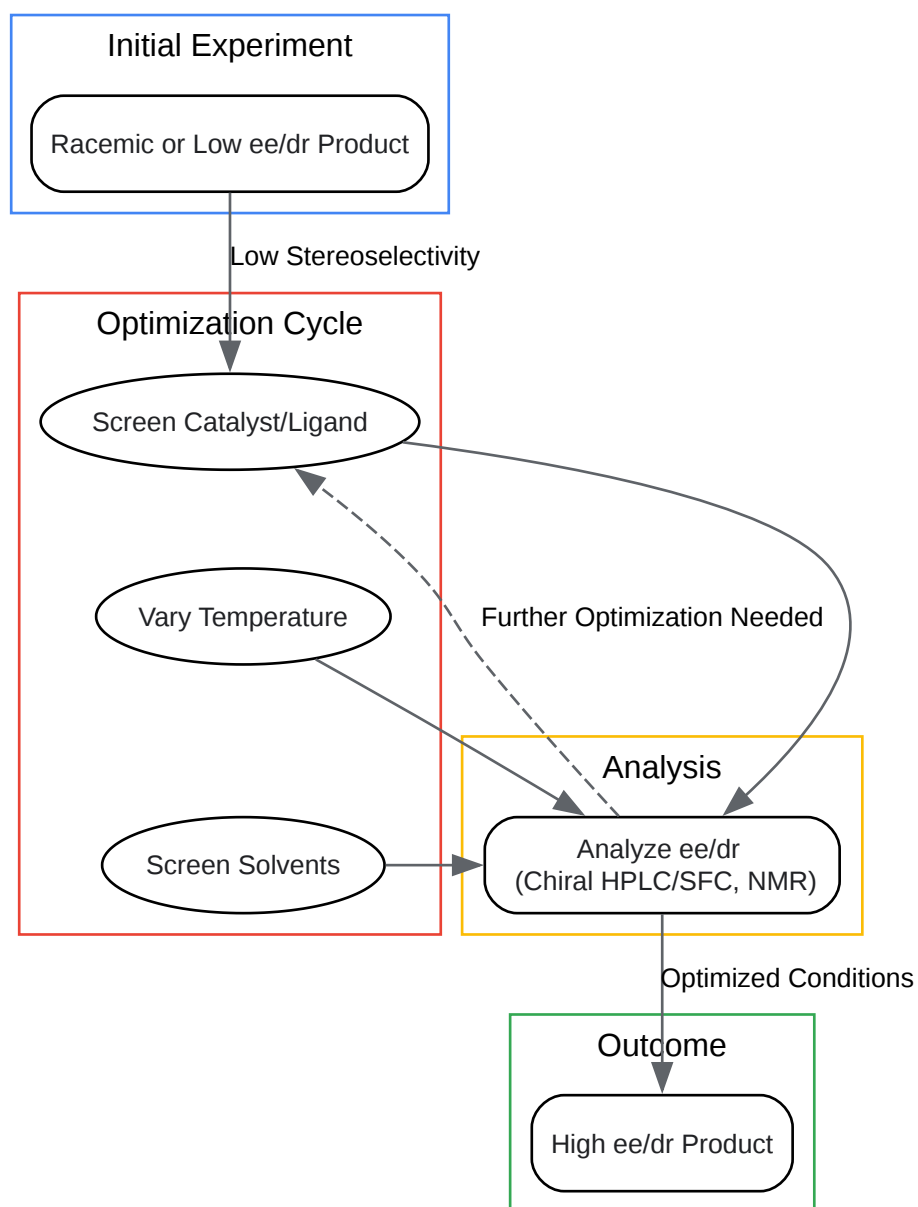 Initial Experiment
Racemic or Low ee/dr Product
Low Stereoselectivity
Optimization Cycle
Screen Catalyst/Ligand
Vary Temperature
Further Optimization Needed
Analysis
Screen Solvents
Analyze ee/dr
(Chiral HPLC/SFC, NMR)
Optimized Conditions
Outcome
High ee/dr Product